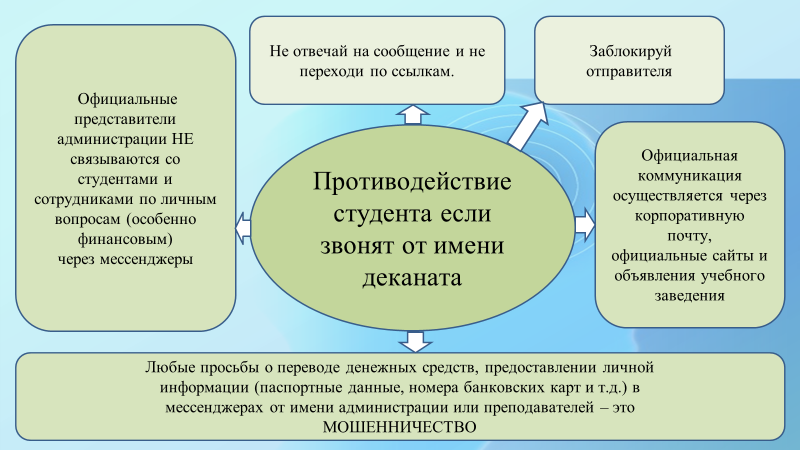 Не отвечай на сообщение и не
переходи по ссылкам.
Заблокируй
отправителя
Официальные
представители
администрации НЕ
связываются со
студентами и
сотрудниками по личным
вопросам (особенно
финансовым)
через мессенджеры
Противодействие
студента если
звонят от имени
деканата
Официальная
коммуникация
осуществляется через
корпоративную
почту,
официальные сайты и
объявления учебного
заведения
Любые просьбы о переводе денежных средств, предоставлении личной
информации (паспортные данные, номера банковских карт и т.д.) в
мессенджерах от имени администрации или преподавателей – это
МОШЕННИЧЕСТВО